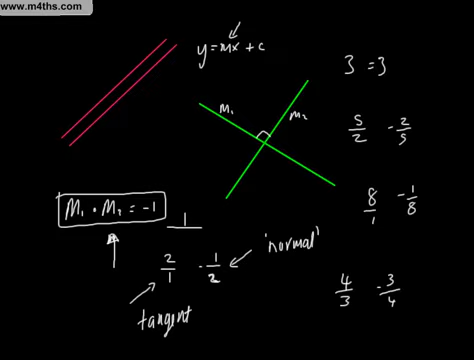 www.m4ths.com
y = mx + c
3 = 3
M₁
M₂
5/2 -2/5
M₁ · M₂ = -1
1
8/1 -1/8
'normal'
2/1 -1/2
4/3 -3/4
tangent